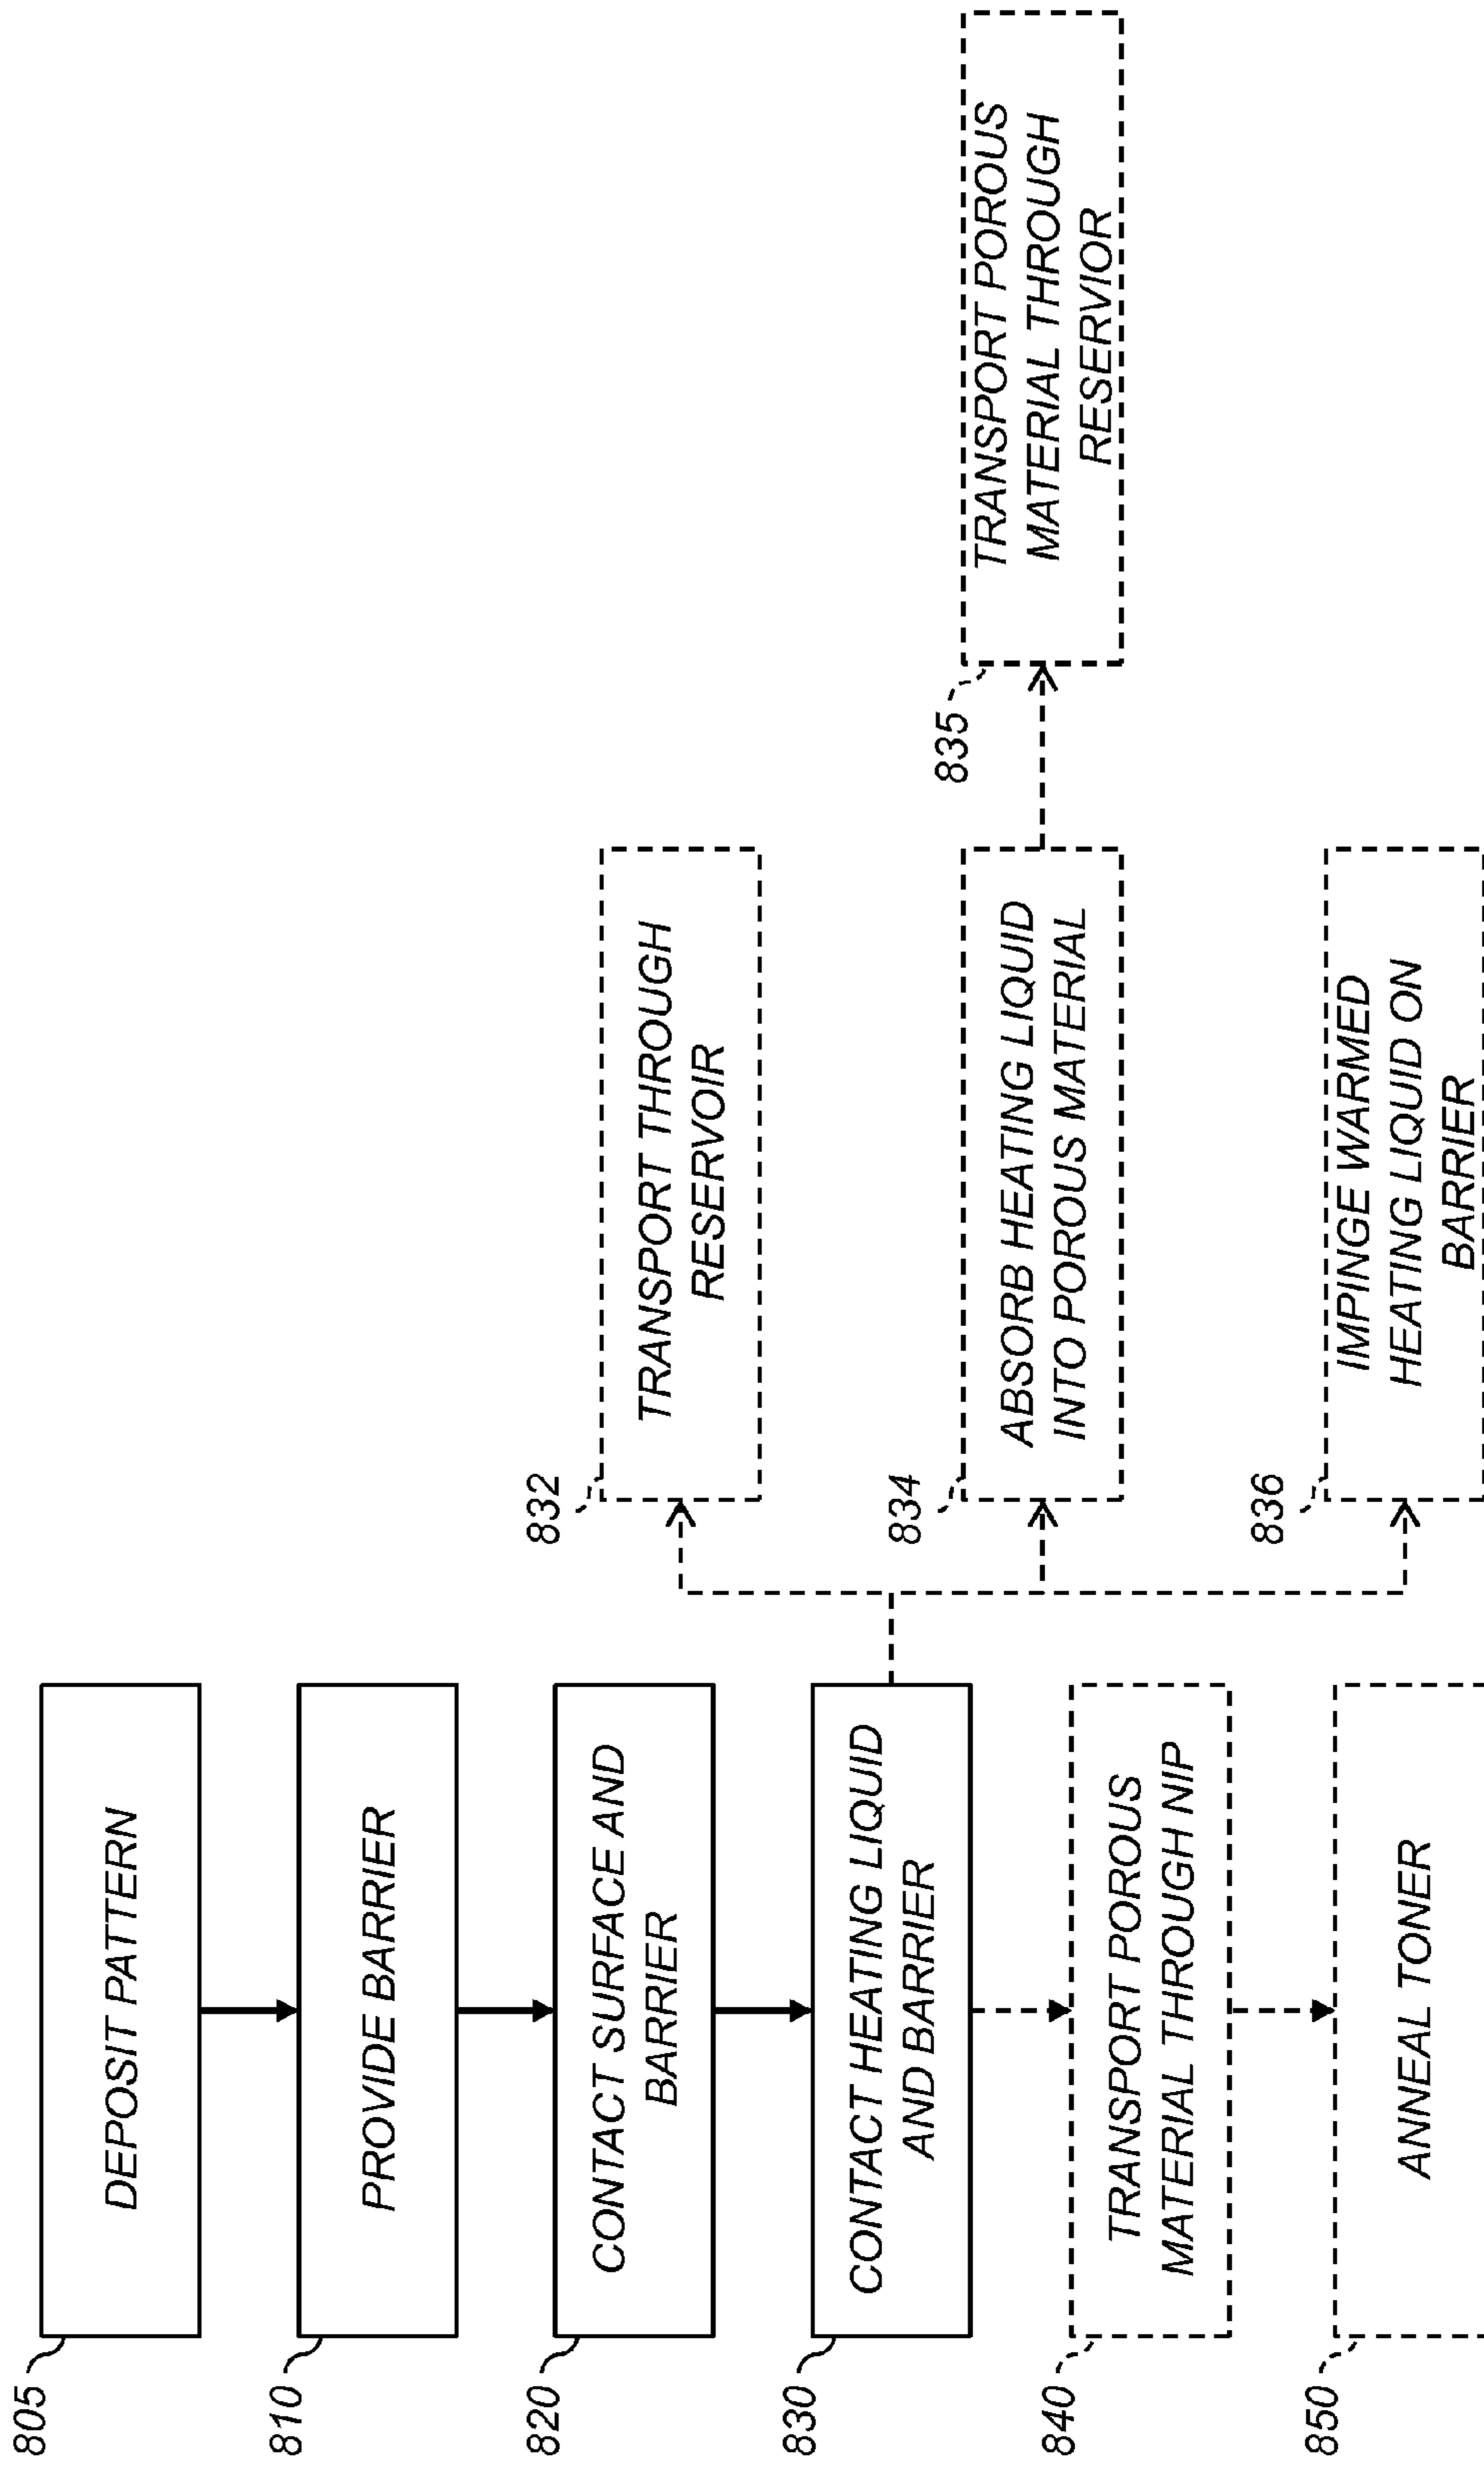 805
DEPOSIT PATTERN
810
PROVIDE BARRIER
820
CONTACT SURFACE AND
BARRIER
830
CONTACT HEATING LIQUID
AND BARRIER
832
TRANSPORT THROUGH
RESERVOIR
834
ABSORB HEATING LIQUID
INTO POROUS MATERIAL
835
TRANSPORT POROUS
MATERIAL THROUGH
RESERVIOR
836
IMPINGE WARMED
HEATING LIQUID ON
BARRIER
840
TRANSPORT POROUS
MATERIAL THROUGH NIP
850
ANNEAL TONER